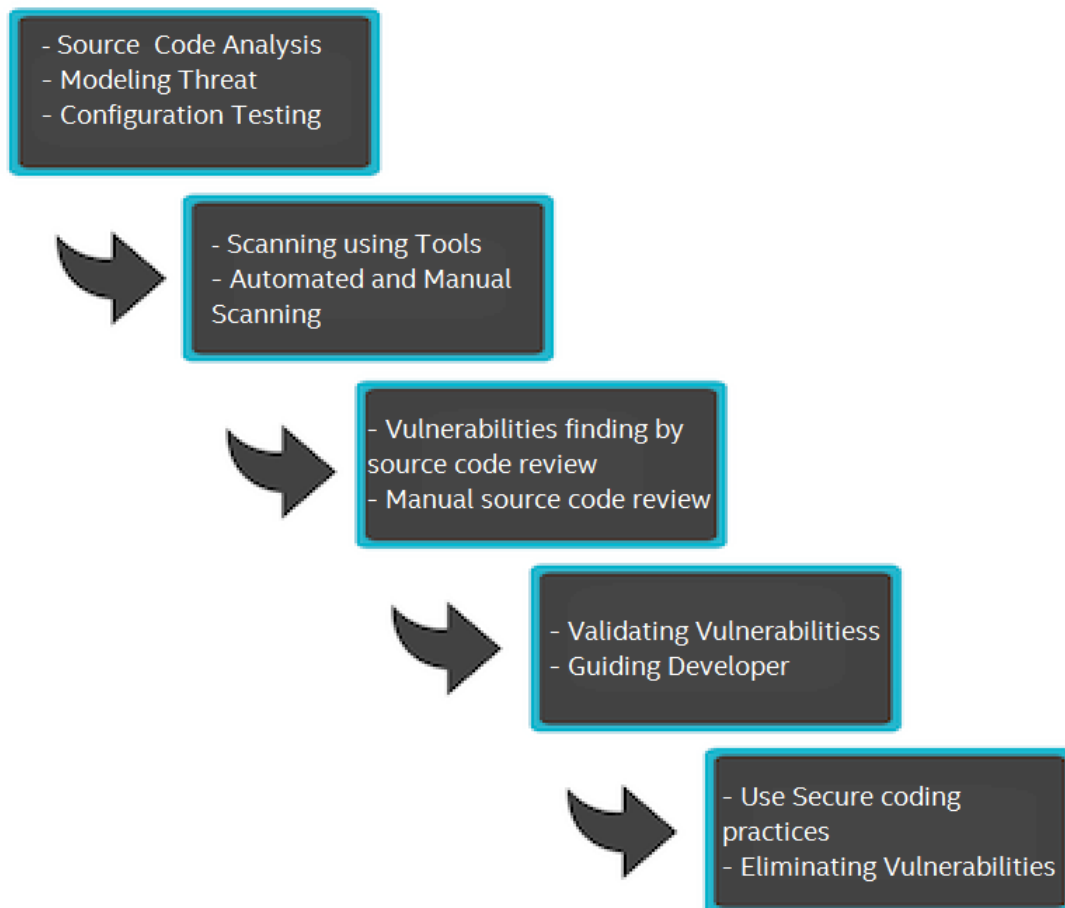 - Source  Code Analysis
- Modeling Threat
- Configuration Testing
- Scanning using Tools
- Automated and Manual
Scanning
- Vulnerabilities finding by
source code review
- Manual source code review
- Validating Vulnerabilitiess
- Guiding Developer
- Use Secure coding
practices
- Eliminating Vulnerabilities